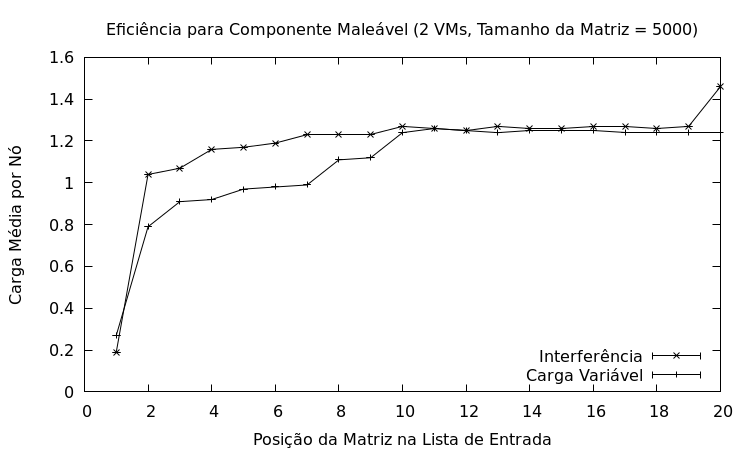 Eficiência para Componente Maleável (2 VMs, Tamanho da Matriz = 5000)
1.6
1.4
1.2
1
0.8
0.6
0.4
0.2
0
Carga Média por Nó
Interferência
Carga Variável
0 2 4 6 8 10 12 14 16 18 20
Posição da Matriz na Lista de Entrada